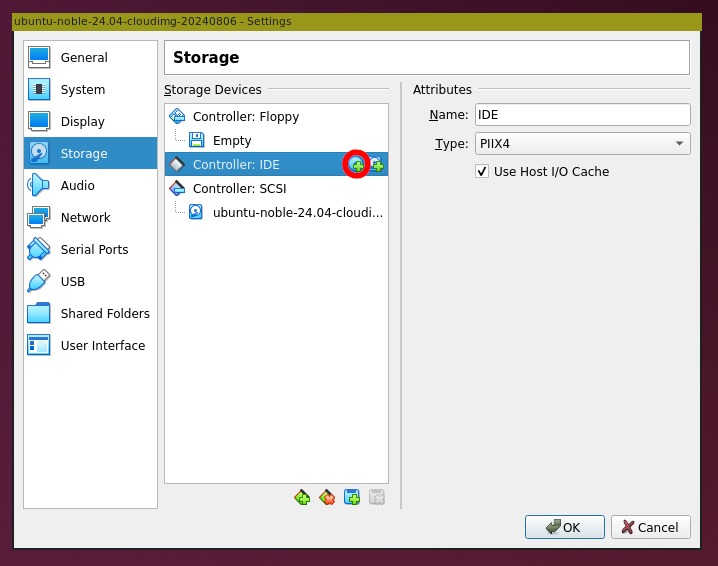 ubuntu-noble-24.04-cloudimg-20240806 - Settings
General
System
Display
Storage
Audio
Network
Serial Ports
USB
Shared Folders
User Interface
Storage
Storage Devices
Controller: Floppy
Empty
Controller: IDE
Controller: SCSI
ubuntu-noble-24.04-cloudi...
Attributes
Name: IDE
Type: PIIX4
Use Host I/O Cache
OK
Cancel